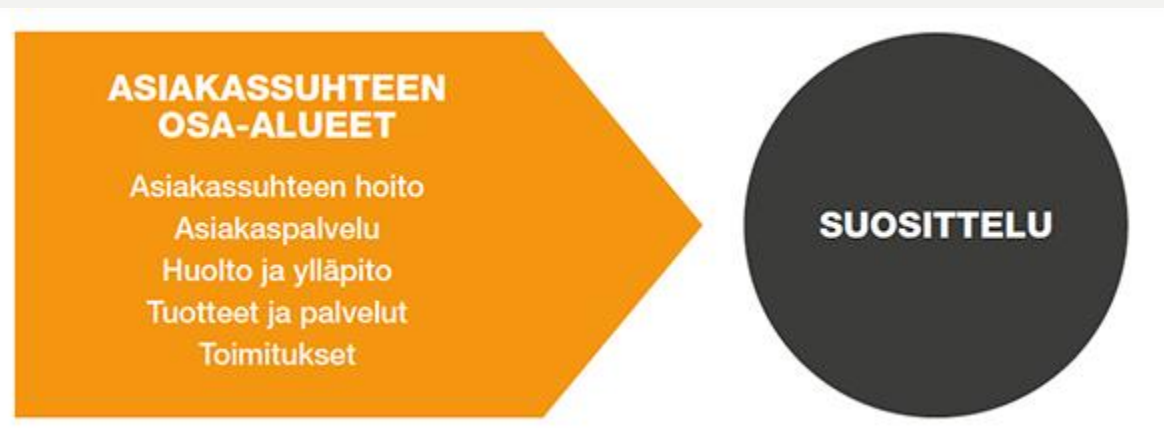 ASIAKASSUHTEEN
OSA-ALUEET
Asiakassuhteen hoito
Asiakaspalvelu
Huolto ja ylläpito
Tuotteet ja palvelut
Toimitukset
SUOSITTELU